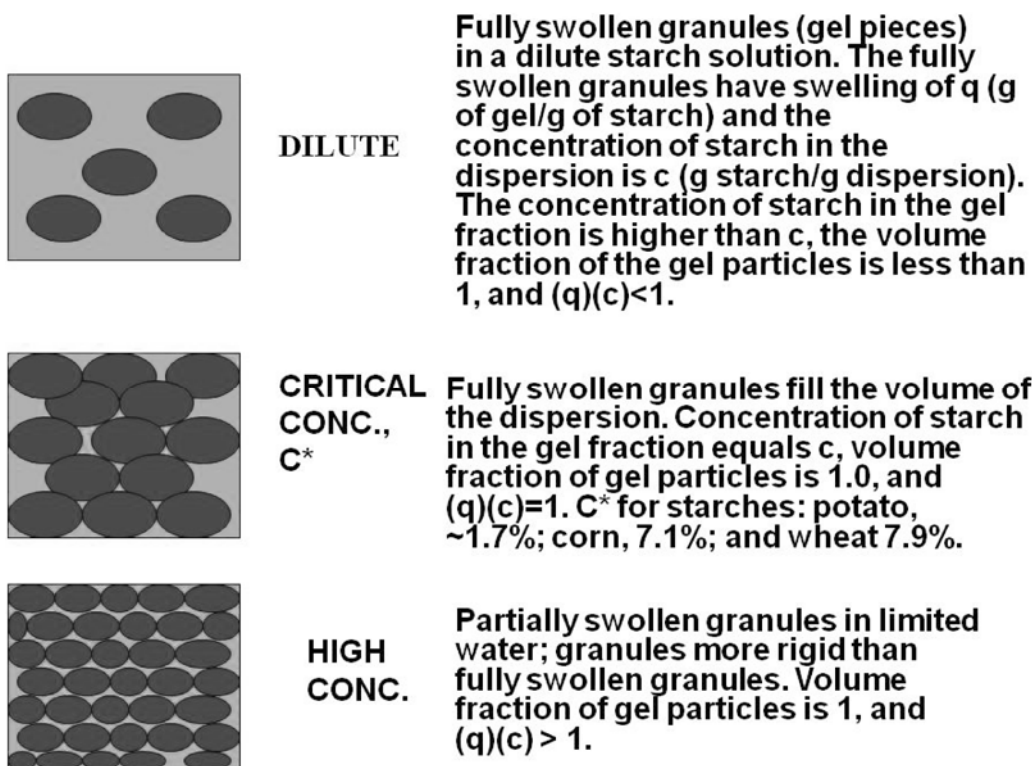 DILUTE
Fully swollen granules (gel pieces)
in a dilute starch solution. The fully
swollen granules have swelling of q (g
of gel/g of starch) and the
concentration of starch in the
dispersion is c (g starch/g dispersion).
The concentration of starch in the gel
fraction is higher than c, the volume
fraction of the gel particles is less than
1, and (q)(c)<1.
CRITICAL
CONC.,
C*
Fully swollen granules fill the volume of
the dispersion. Concentration of starch
in the gel fraction equals c, volume
fraction of gel particles is 1.0, and
(q)(c)=1. C* for starches: potato,
~1.7%; corn, 7.1%; and wheat 7.9%.
HIGH
CONC.
Partially swollen granules in limited
water; granules more rigid than
fully swollen granules. Volume
fraction of gel particles is 1, and
(q)(c) > 1.